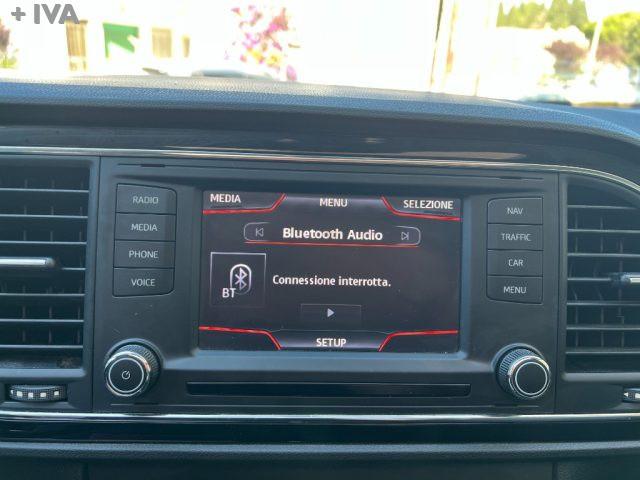 + IVA
RADIO
MEDIA
PHONE
VOICE
MEDIA MENU SELEZIONE
Bluetooth Audio
BT
Connessione interrotta.
SETUP
NAV
TRAFFIC
CAR
MENU